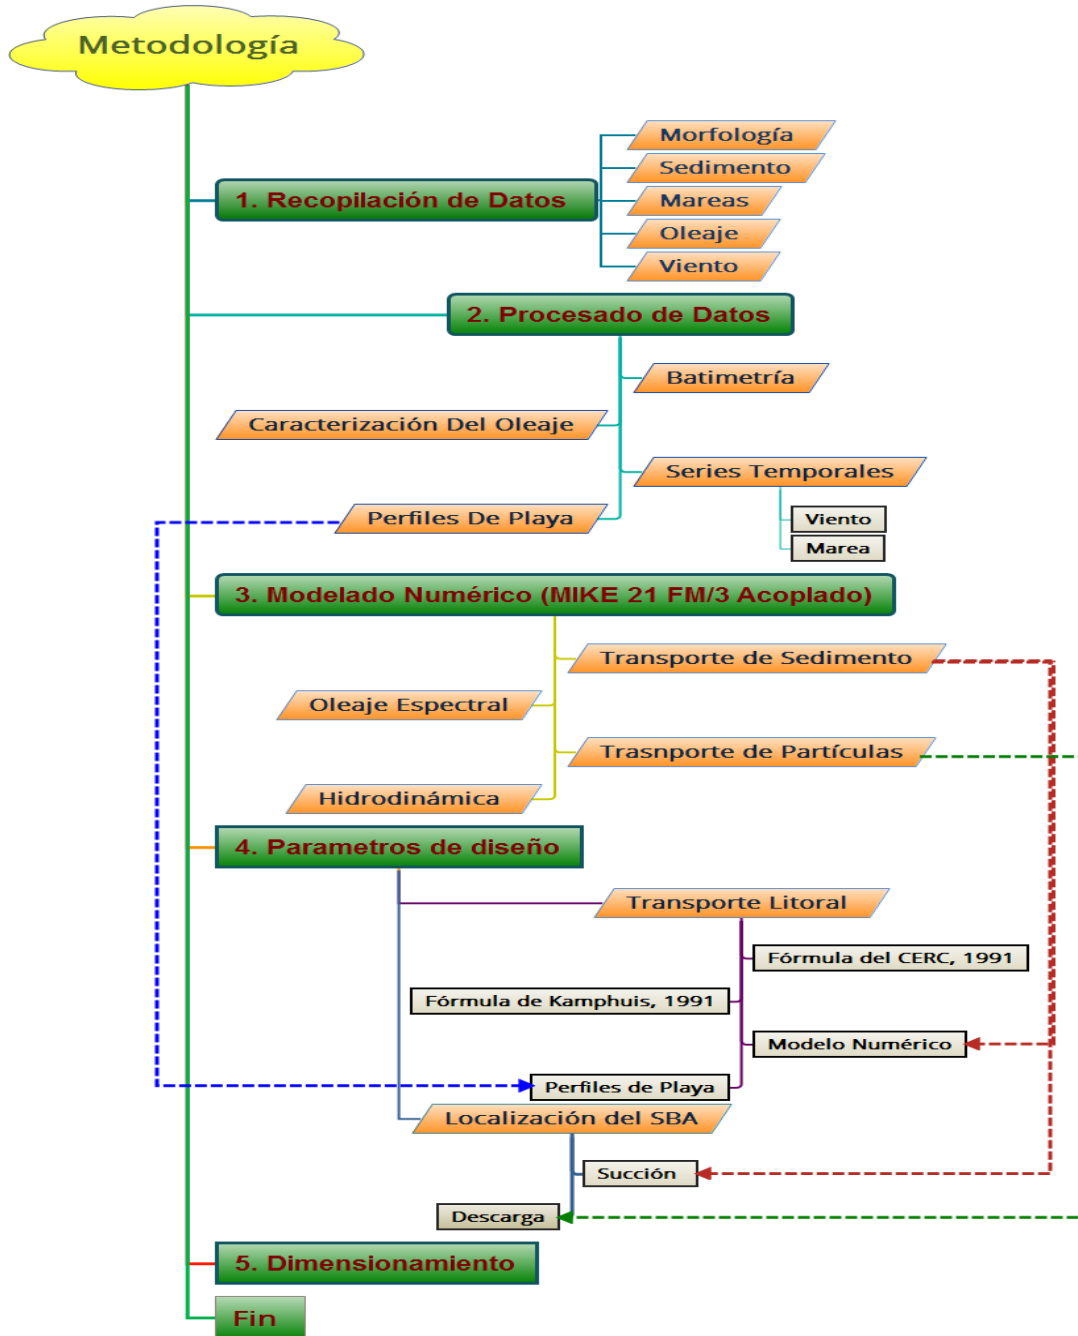 Metodología
1. Recopilación de Datos
Morfología
Sedimento
Mareas
Oleaje
Viento
2. Procesado de Datos
Batimetría
Caracterización Del Oleaje
Series Temporales
Viento
Marea
Perfiles De Playa
3. Modelado Numérico (MIKE 21 FM/3 Acoplado)
Transporte de Sedimento
Oleaje Espectral
Trasnporte de Partículas
Hidrodinámica
4. Parametros de diseño
Transporte Litoral
Fórmula del CERC, 1991
Fórmula de Kamphuis, 1991
Modelo Numérico
Perfiles de Playa
Localización del SBA
Succión
Descarga
5. Dimensionamiento
Fin